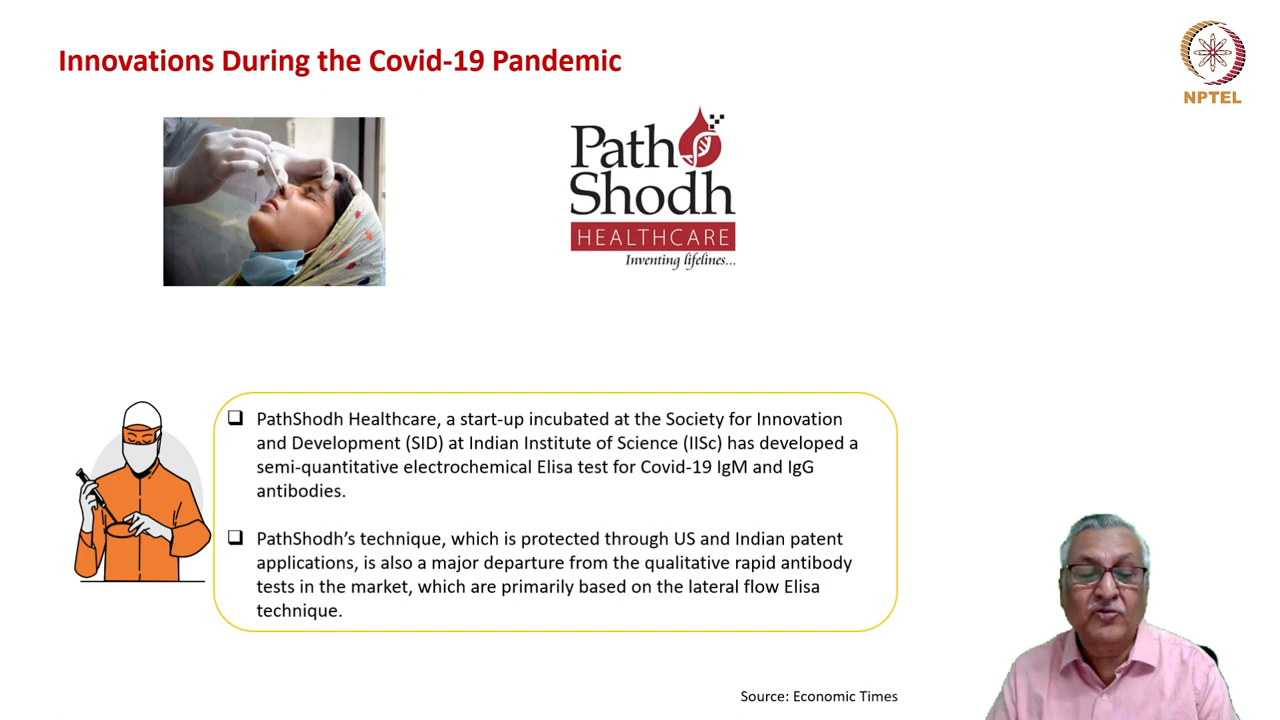 Innovations During the Covid-19 Pandemic
NPTEL
Path
Shodh
HEALTHCARE
Inventing lifelines...
PathShodh Healthcare, a start-up incubated at the Society for Innovation
and Development (SID) at Indian Institute of Science (IISc) has developed a
semi-quantitative electrochemical Elisa test for Covid-19 IgM and IgG
antibodies.
PathShodh’s technique, which is protected through US and Indian patent
applications, is also a major departure from the qualitative rapid antibody
tests in the market, which are primarily based on the lateral flow Elisa
technique.
Source: Economic Times